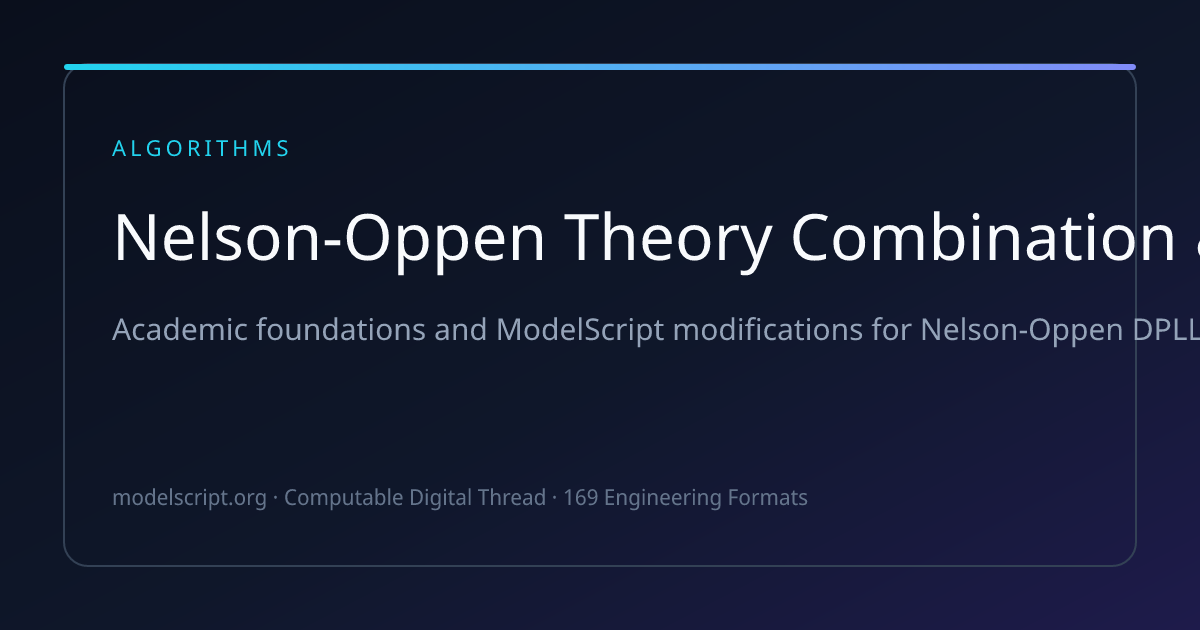 ALGORITHMS
Nelson-Oppen Theory Combination
Academic foundations and ModelScript modifications for Nelson-Oppen DPLL
modelscript.org · Computable Digital Thread · 169 Engineering Formats